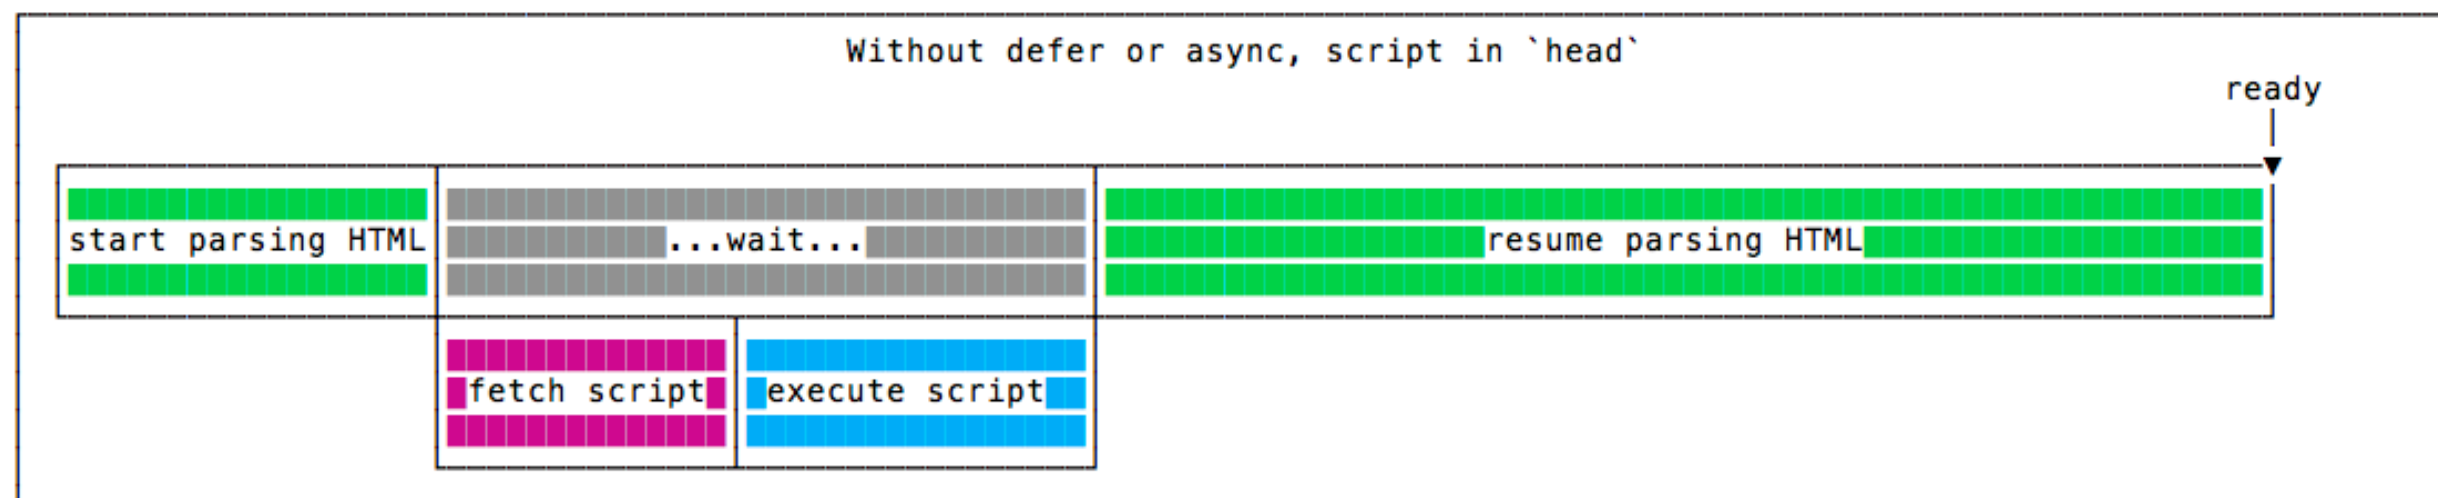 Without defer or async, script in `head`
ready
start parsing HTML ...wait... resume parsing HTML
fetch script execute script